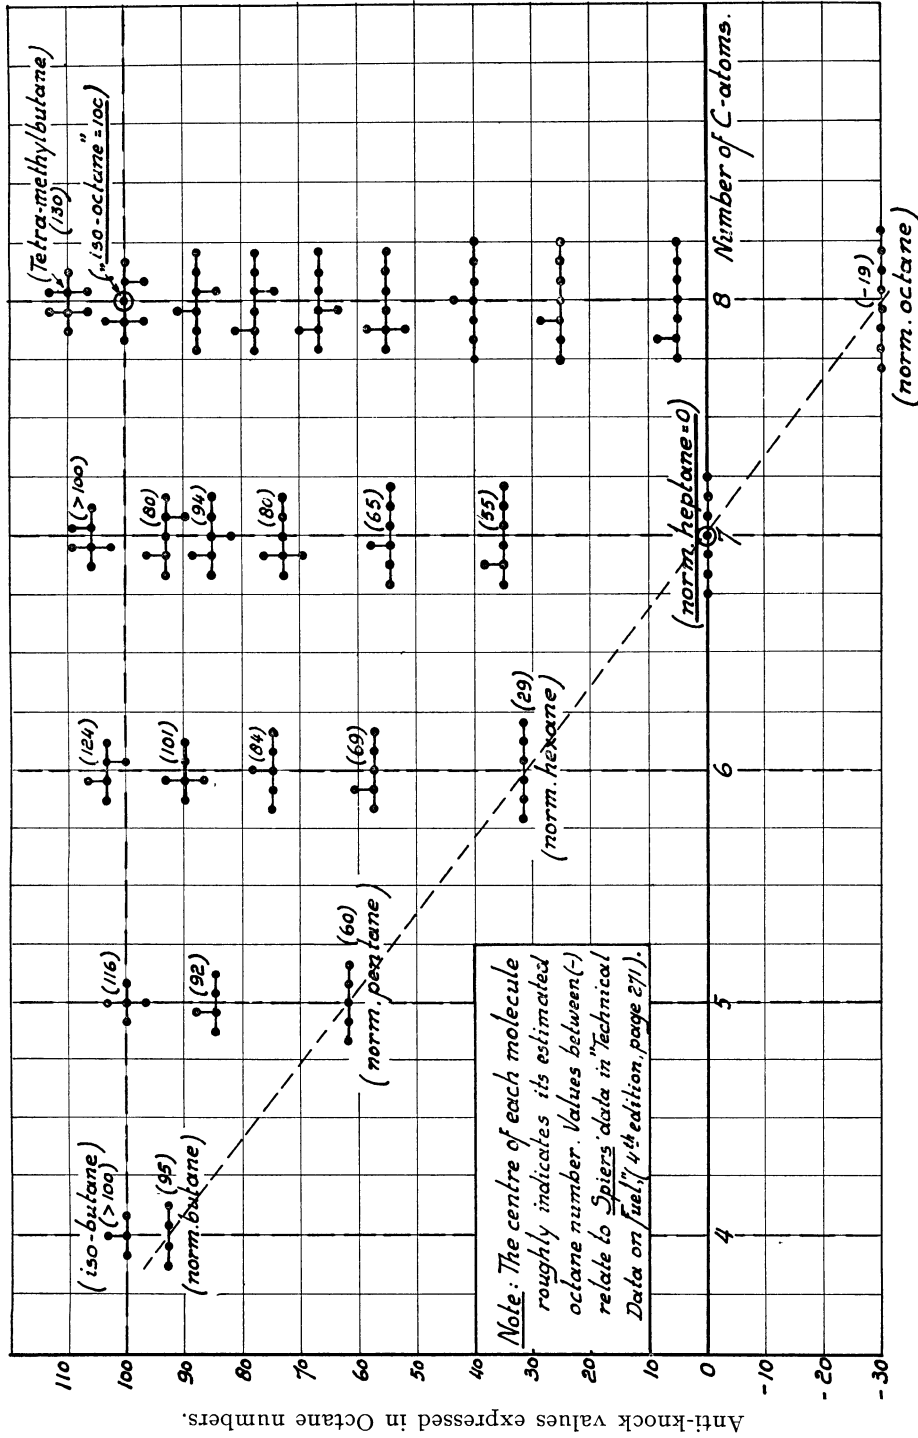 (Tetra-methylbutane)
(130)
(„iso-octane"=100)
(iso-butane)
(>100)
(95)
(norm.butane)
(116)
(92)
(60)
(norm.pentane)
(124)
(101)
(84)
(69)
(29)
(norm.hexane)
(>100)
(80)
(94)
(80)
(65)
(55)
(norm.heptane=0)
(-19)
(norm.octane)
Note: The centre of each molecule
roughly indicates its estimated
octane number. Values between (-)
relate to Spiers' data in "Technical
Data on Fuel," (4th edition, page 271).
4
5
6
7
8
Number of C-atoms.
110
100
90
80
70
60
50
40
30
20
10
0
-10
-20
-30
Anti-knock values expressed in Octane numbers.